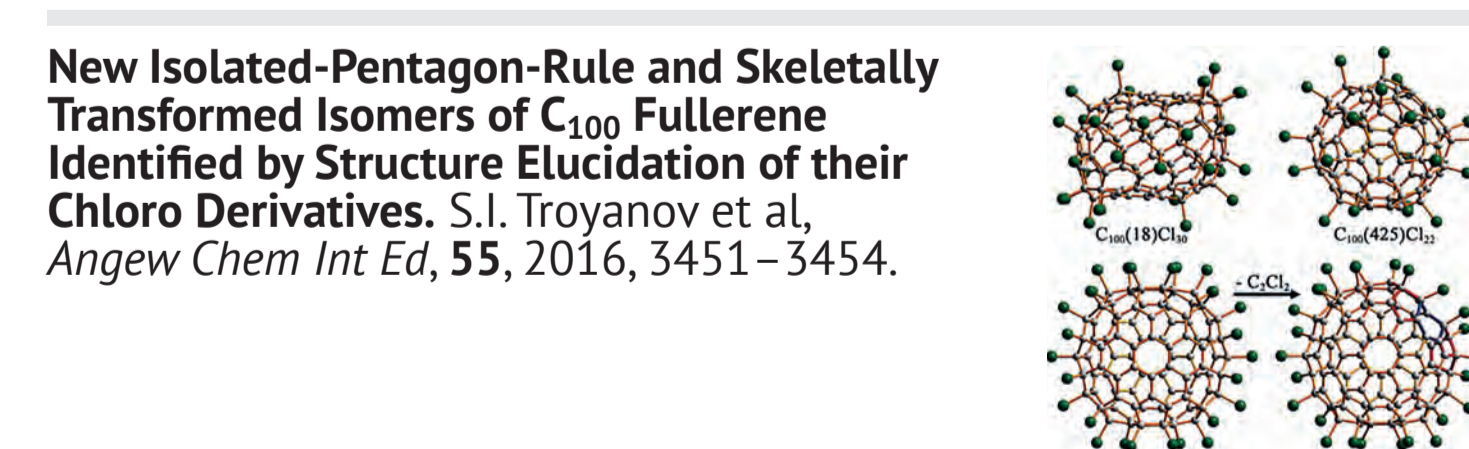 New Isolated-Pentagon-Rule and Skeletally
Transformed Isomers of C₁₀₀ Fullerene
Identified by Structure Elucidation of their
Chloro Derivatives. S.I. Troyanov et al,
Angew Chem Int Ed, 55, 2016, 3451–3454.
C₁₀₀(18)Cl₃₀
C₁₀₀(425)Cl₂₂
- C₂Cl₂